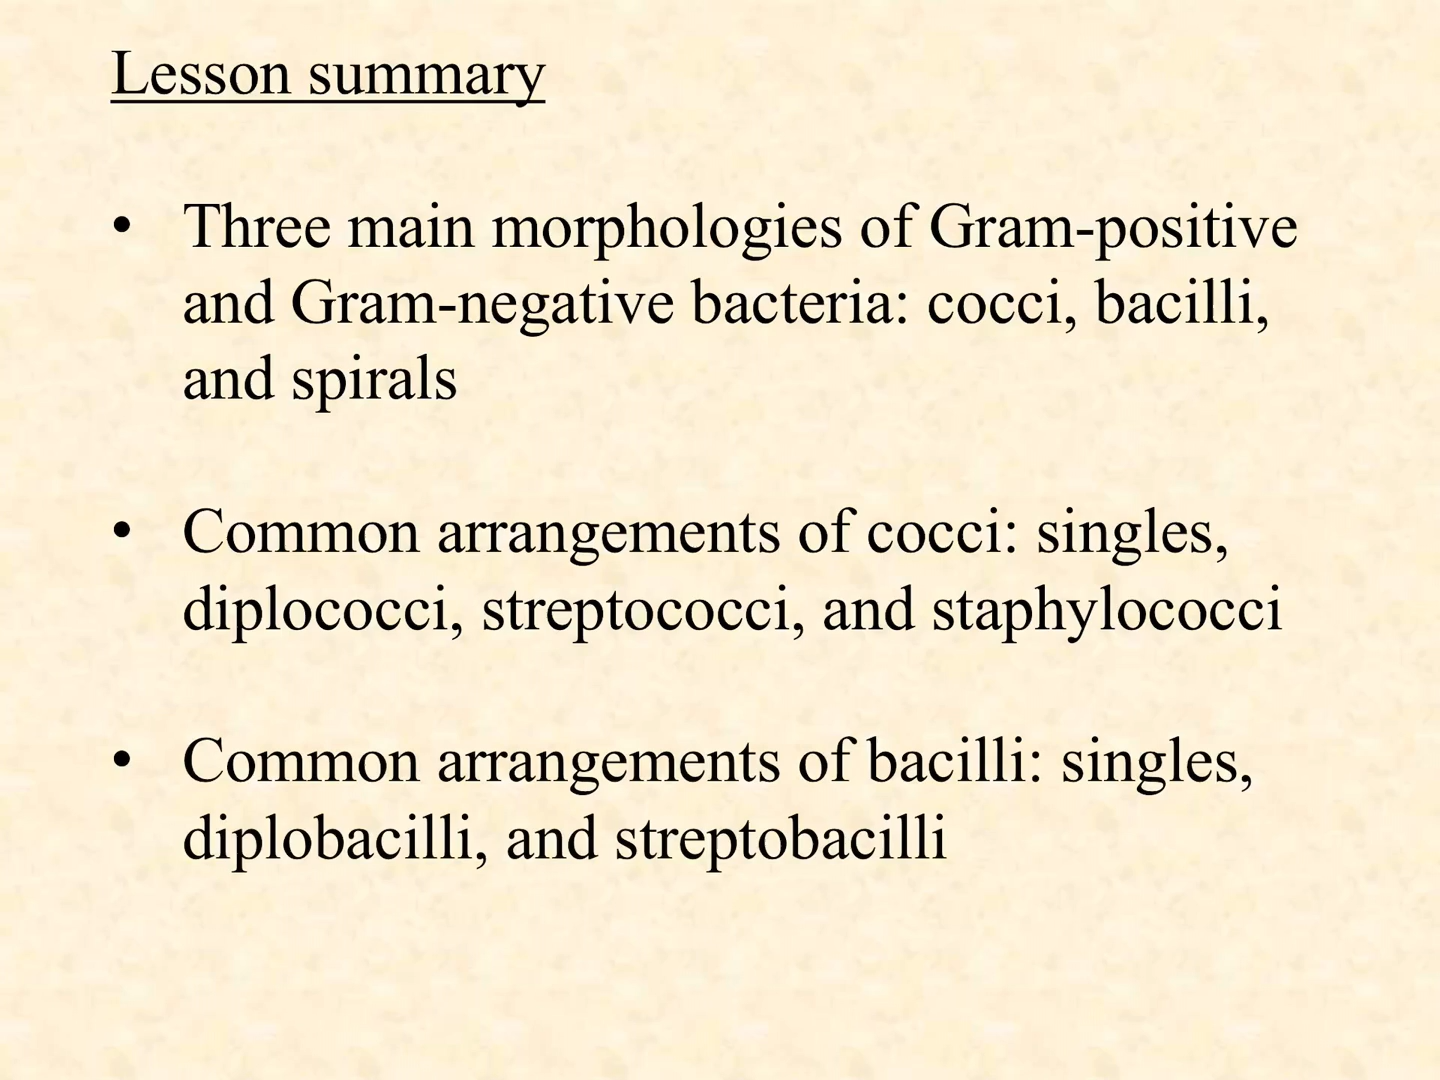 Lesson summary
• Three main morphologies of Gram-positive
and Gram-negative bacteria: cocci, bacilli,
and spirals
• Common arrangements of cocci: singles,
diplococci, streptococci, and staphylococci
• Common arrangements of bacilli: singles,
diplobacilli, and streptobacilli